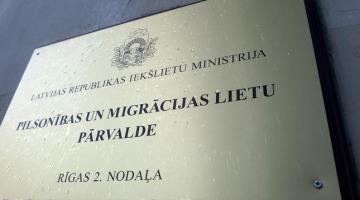 LATVIJAS REPUBLIKAS IEKŠLIETU MINISTRIJA
PILSONĪBAS UN MIGRĀCIJAS LIETU
PĀRVALDE
RĪGAS 2. NODAĻA